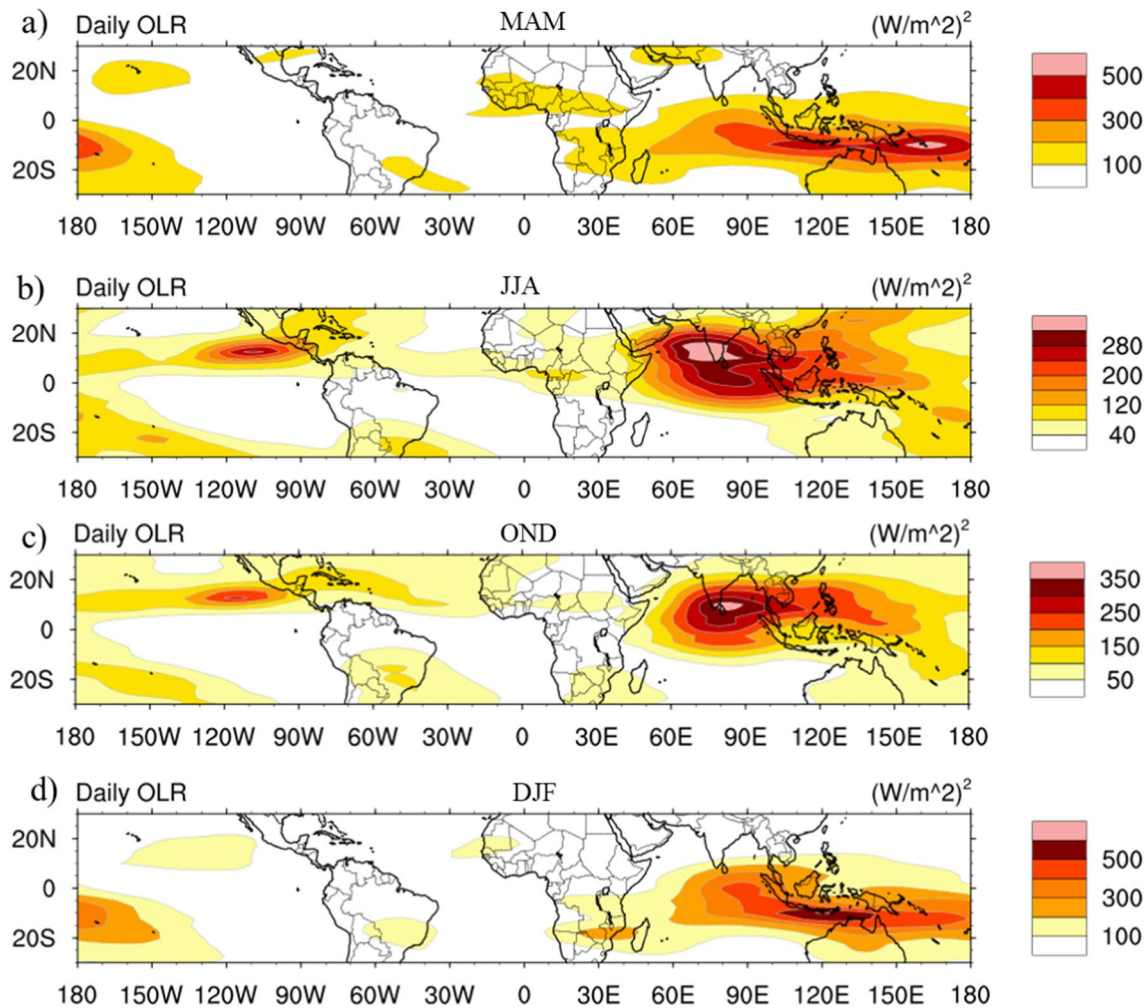 a) Daily OLR MAM (W/m^2)²
20N
0
20S
180 150W 120W 90W 60W 30W 0 30E 60E 90E 120E 150E 180
500
300
100
b) Daily OLR JJA (W/m^2)²
20N
0
20S
180 150W 120W 90W 60W 30W 0 30E 60E 90E 120E 150E 180
280
200
120
40
c) Daily OLR OND (W/m^2)²
20N
0
20S
180 150W 120W 90W 60W 30W 0 30E 60E 90E 120E 150E 180
350
250
150
50
d) Daily OLR DJF (W/m^2)²
20N
0
20S
180 150W 120W 90W 60W 30W 0 30E 60E 90E 120E 150E 180
500
300
100